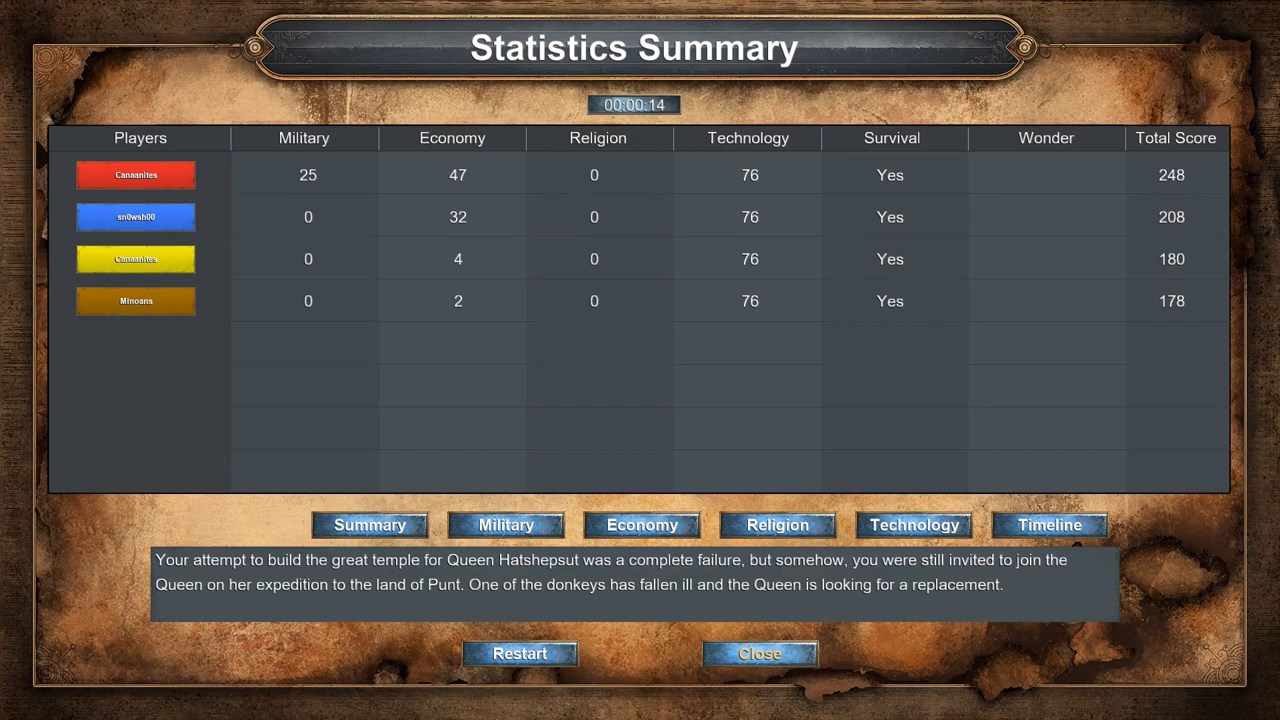 Statistics Summary
00:00:14
Players Military Economy Religion Technology Survival Wonder Total Score
Canaanites 25 47 0 76 Yes 248
sn0wsh00 0 32 0 76 Yes 208
Canaanites 0 4 0 76 Yes 180
Minoans 0 2 0 76 Yes 178
Summary Military Economy Religion Technology Timeline
Your attempt to build the great temple for Queen Hatshepsut was a complete failure, but somehow, you were still invited to join the
Queen on her expedition to the land of Punt. One of the donkeys has fallen ill and the Queen is looking for a replacement.
Restart Close